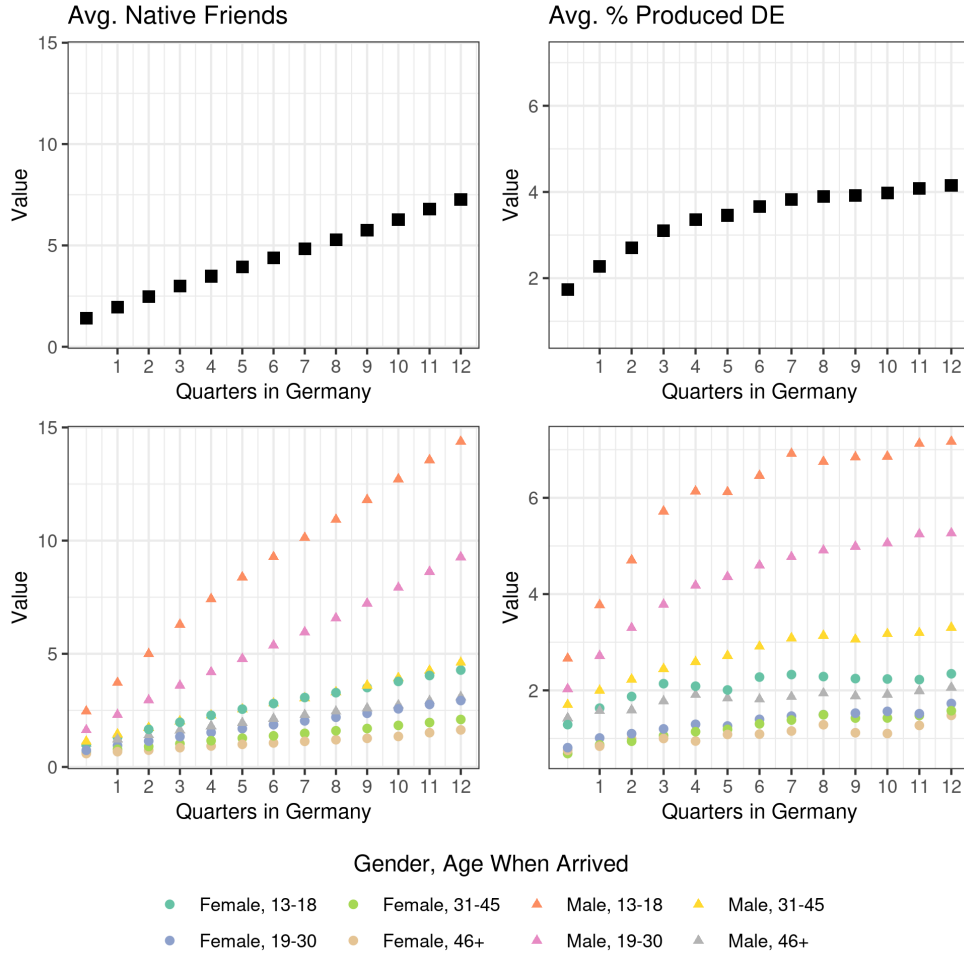 Avg. Native Friends
Avg. % Produced DE
Value
15
10
5
0
1 2 3 4 5 6 7 8 9 10 11 12
Quarters in Germany
Value
6
4
2
1 2 3 4 5 6 7 8 9 10 11 12
Quarters in Germany
Value
15
10
5
0
1 2 3 4 5 6 7 8 9 10 11 12
Quarters in Germany
Value
6
4
2
1 2 3 4 5 6 7 8 9 10 11 12
Quarters in Germany
Gender, Age When Arrived
Female, 13-18 Female, 31-45 Male, 13-18 Male, 31-45
Female, 19-30 Female, 46+ Male, 19-30 Male, 46+